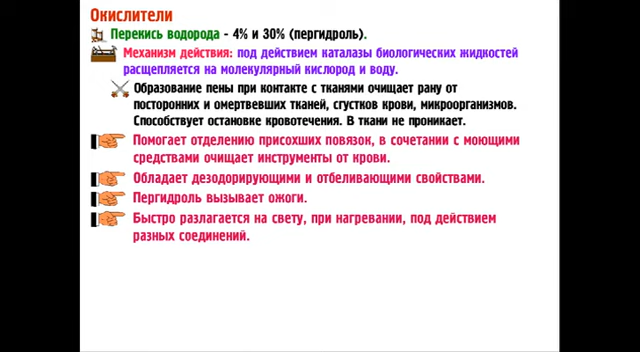 Окислители
Перекись водорода - 4% и 30% (пергидроль).
Механизм действия: под действием каталазы биологических жидкостей
расщепляется на молекулярный кислород и воду.
Образование пены при контакте с тканями очищает рану от
посторонних и омертвевших тканей, сгустков крови, микроорганизмов.
Способствует остановке кровотечения. В ткани не проникает.
Помогает отделению присохших повязок, в сочетании с моющими
средствами очищает инструменты от крови.
Обладает дезодорирующими и отбеливающими свойствами.
Пергидроль вызывает ожоги.
Быстро разлагается на свету, при нагревании, под действием
разных соединений.